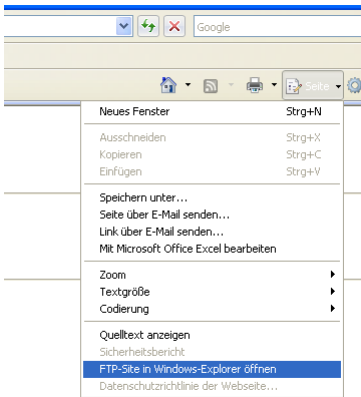 Google
Seite
Neues Fenster Strg+N
Ausschneiden Strg+X
Kopieren Strg+C
Einfügen Strg+V
Speichern unter...
Seite über E-Mail senden...
Link über E-Mail senden...
Mit Microsoft Office Excel bearbeiten
Zoom
Textgröße
Codierung
Quelltext anzeigen
Sicherheitsbericht
FTP-Site in Windows-Explorer öffnen
Datenschutzrichtlinie der Webseite...